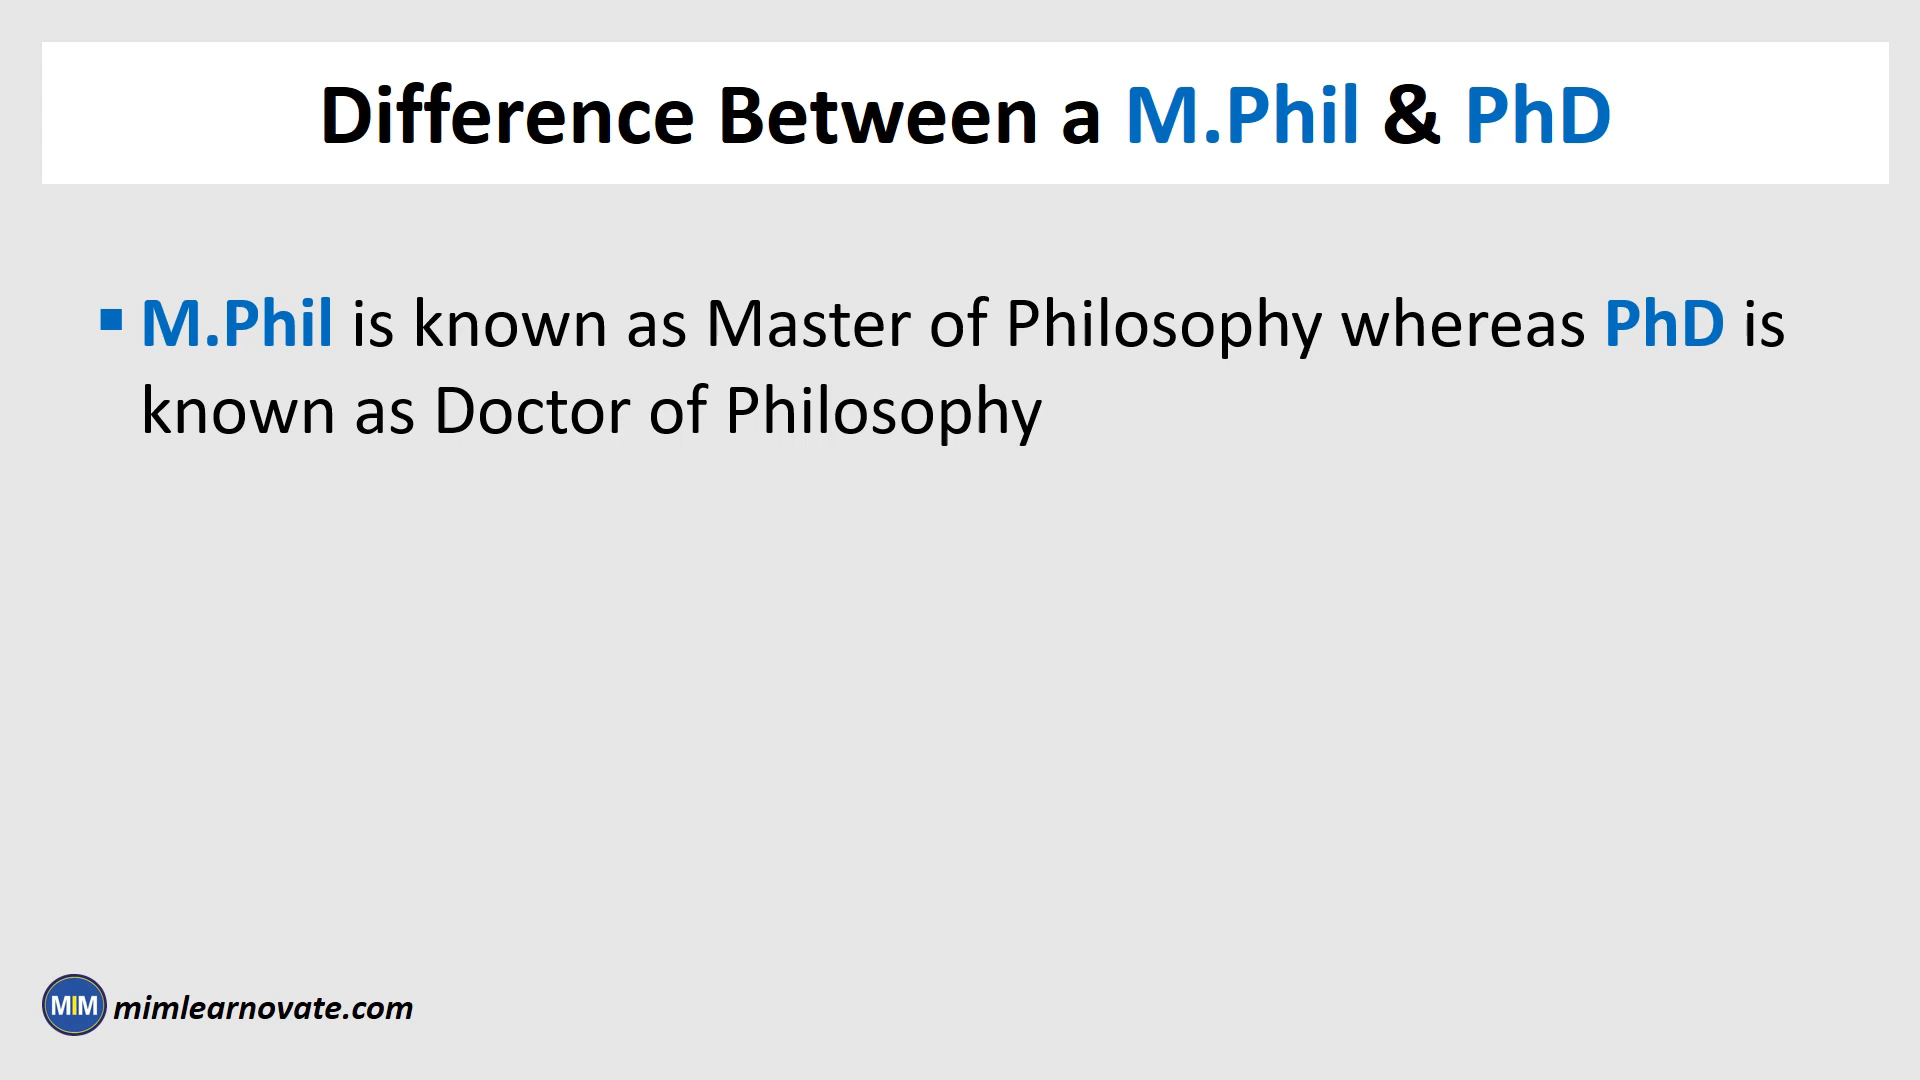 Difference Between a M.Phil & PhD
M.Phil is known as Master of Philosophy whereas PhD is
known as Doctor of Philosophy
MIM mimlearnovate.com